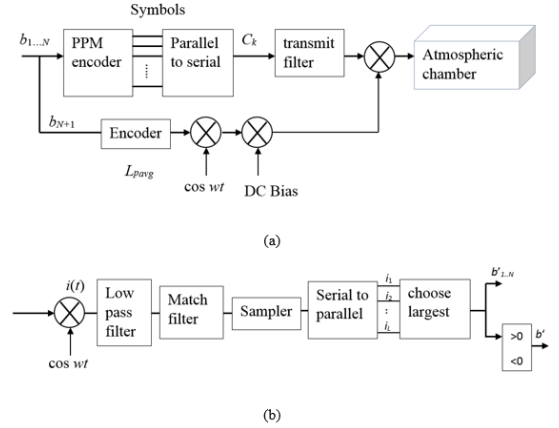 Symbols
b1...N
PPM encoder
Parallel to serial
Ck
transmit filter
Atmospheric chamber
bN+1
Encoder
Lpavg
cos wt
DC Bias
(a)
i(t)
Low pass filter
Match filter
Sampler
Serial to parallel
i1
i2
:
iL
choose largest
b'1..N
>0
<0
b'
cos wt
(b)